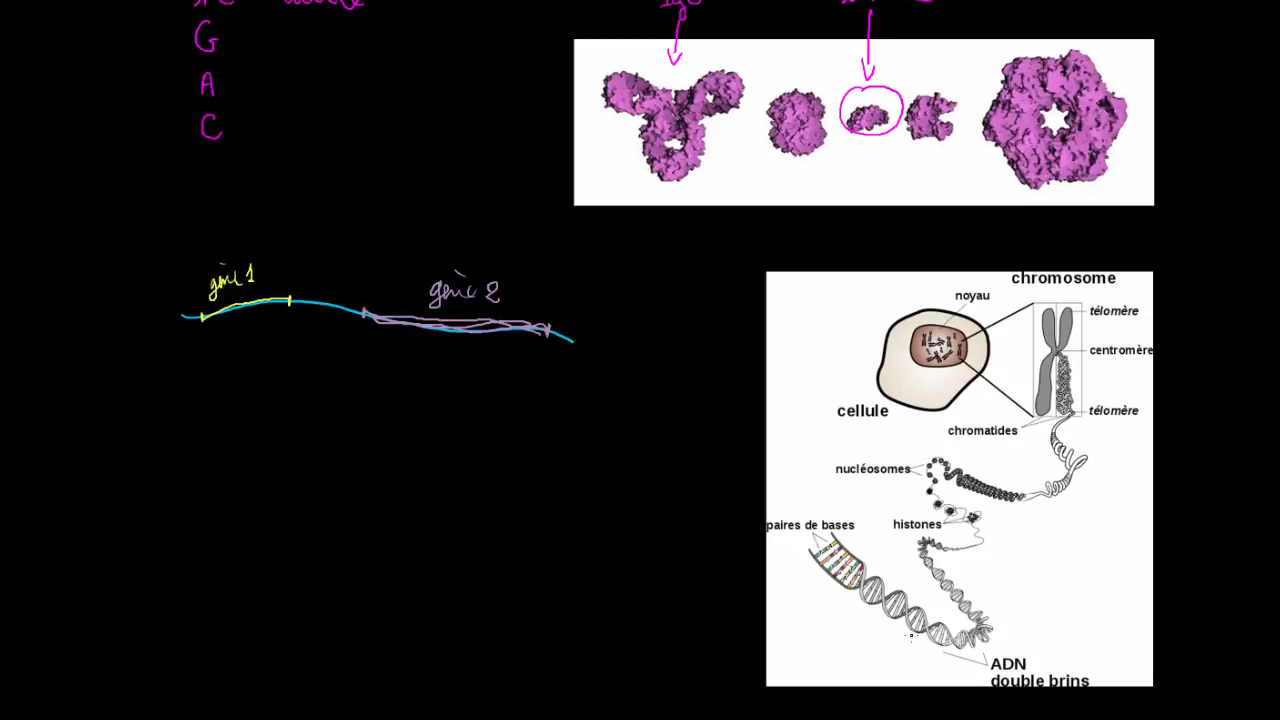 G
A
C
gène 1
gène 2
chromosome
noyau
télomère
centromère
cellule
télomère
chromatides
nucléosomes
paires de bases
histones
ADN
double brins